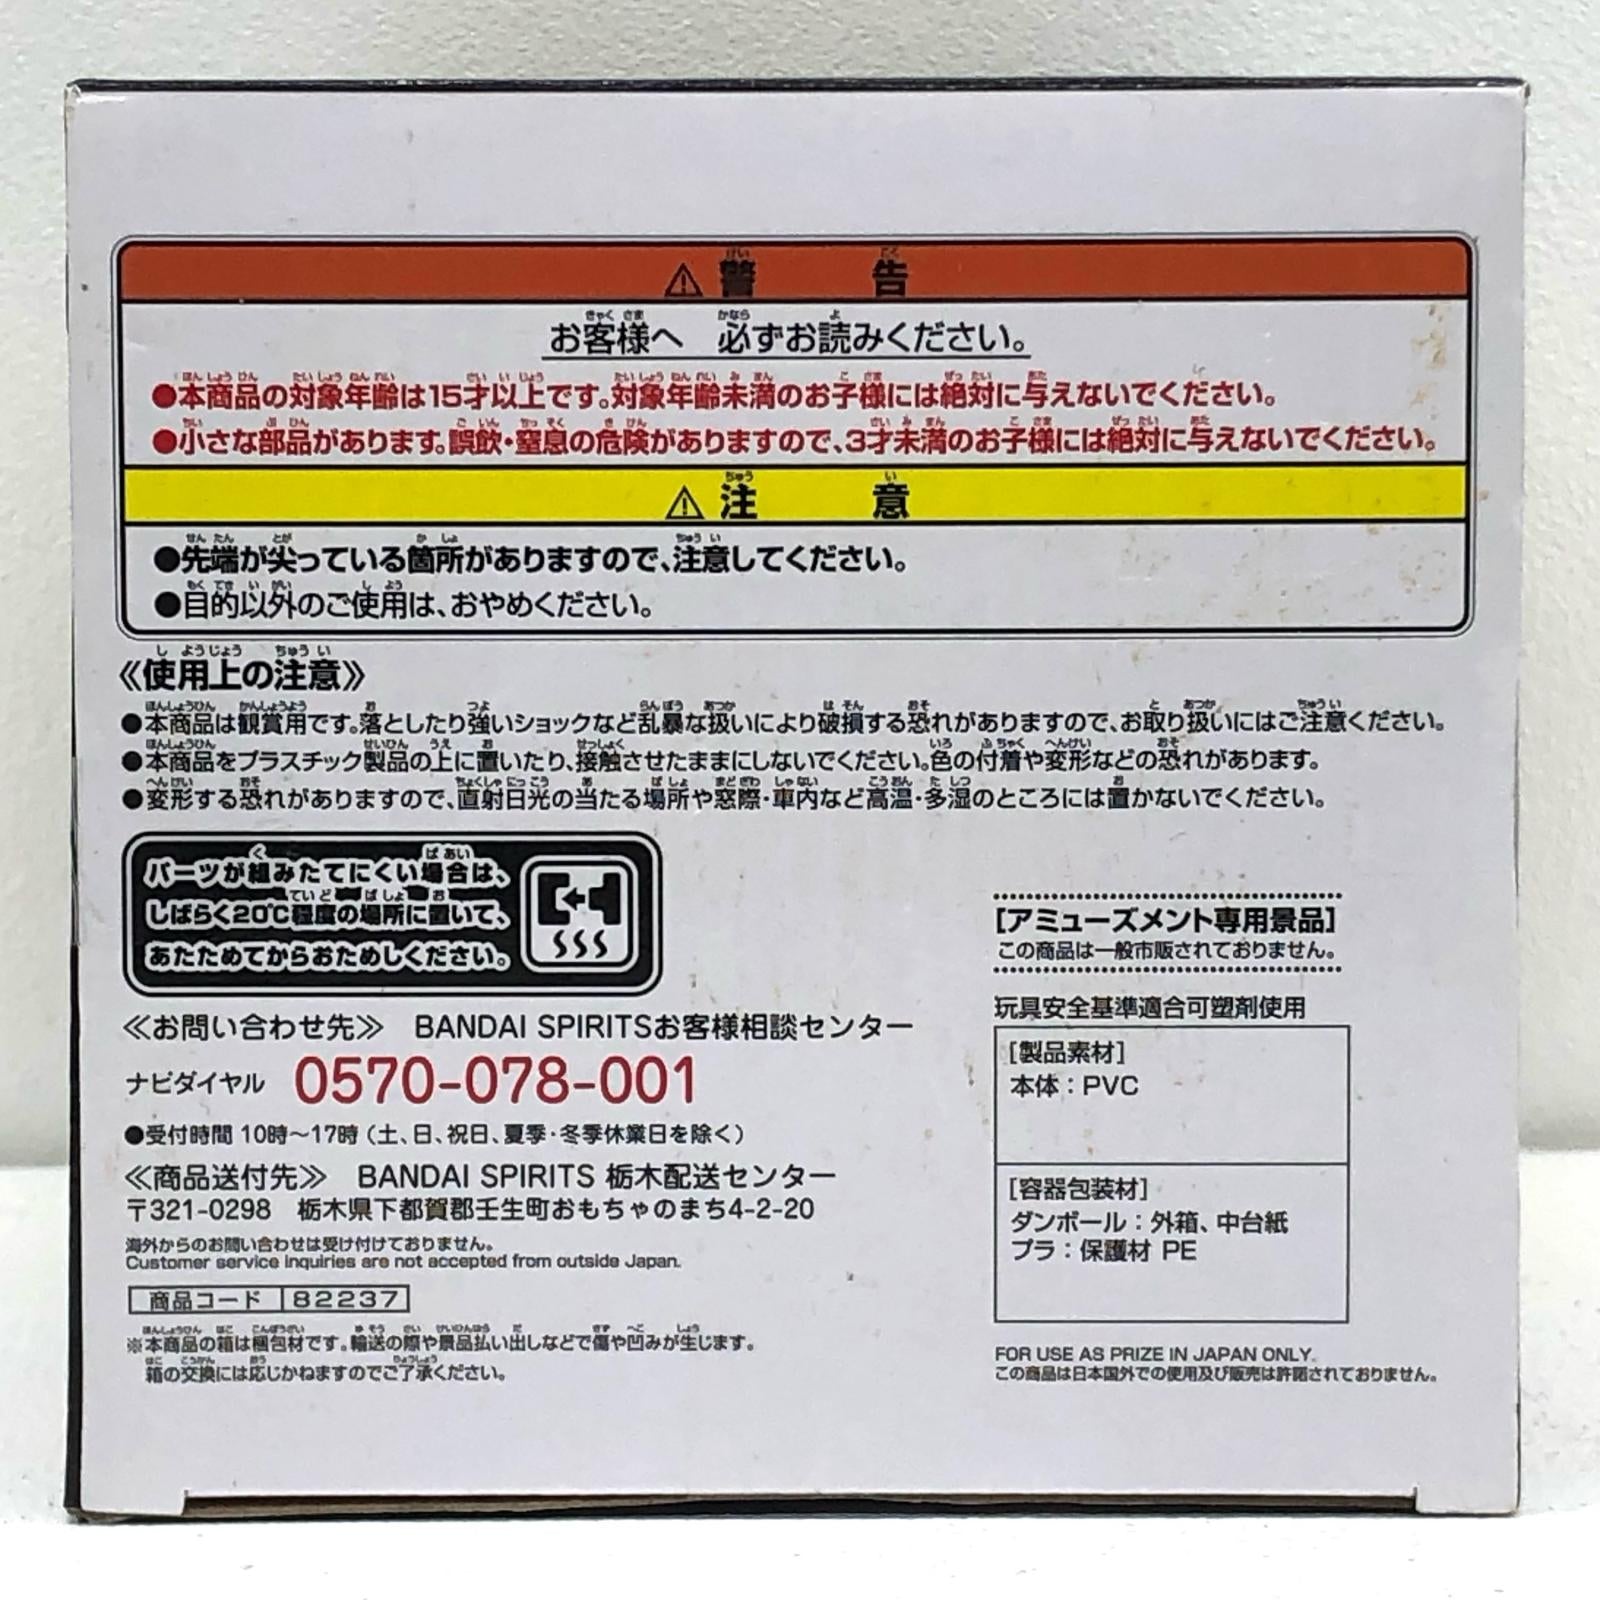 ⚠ 警告
お客様へ 必ずお読みください。
●本商品の対象年齢は15才以上です。対象年齢未満のお子様には絶対に与えないでください。
●小さな部品があります。誤飲・窒息の危険がありますので、3才未満のお子様には絶対に与えないでください。
⚠ 注意
●先端が尖っている箇所がありますので、注意してください。
●目的以外のご使用は、おやめください。
《使用上の注意》
●本商品は観賞用です。落としたり強いショックなど乱暴な扱いにより破損する恐れがありますので、お取り扱いにはご注意ください。
●本商品をプラスチック製品の上に置いたり、接触させたままにしないでください。色の付着や変形などの恐れがあります。
●変形する恐れがありますので、直射日光の当たる場所や窓際・車内など高温・多湿のところには置かないでください。
パーツが組みたてにくい場合は、
しばらく20℃程度の場所に置いて、
あたためてからおためしください。
[アミューズメント専用景品]
この商品は一般市販されておりません。
玩具安全基準適合可塑剤使用
[製品素材]
本体：PVC
[容器包装材]
ダンボール：外箱、中台紙
プラ：保護材 PE
≪お問い合わせ先≫ BANDAI SPIRITSお客様相談センター
ナビダイヤル 0570-078-001
●受付時間 10時〜17時（土、日、祝日、夏季・冬季休業日を除く）
≪商品送付先≫ BANDAI SPIRITS 栃木配送センター
〒321-0298 栃木県下都賀郡壬生町おもちゃのまち4-2-20
海外からのお問い合わせは受け付けておりません。
Customer service inquiries are not accepted from outside Japan.
商品コード 82237
※本商品の箱は梱包材です。輸送の際や景品払い出しなどで傷や凹みが生じます。
箱の交換には応じかねますのでご了承ください。
FOR USE AS PRIZE IN JAPAN ONLY.
この商品は日本国外での使用及び販売は許諾されておりません。